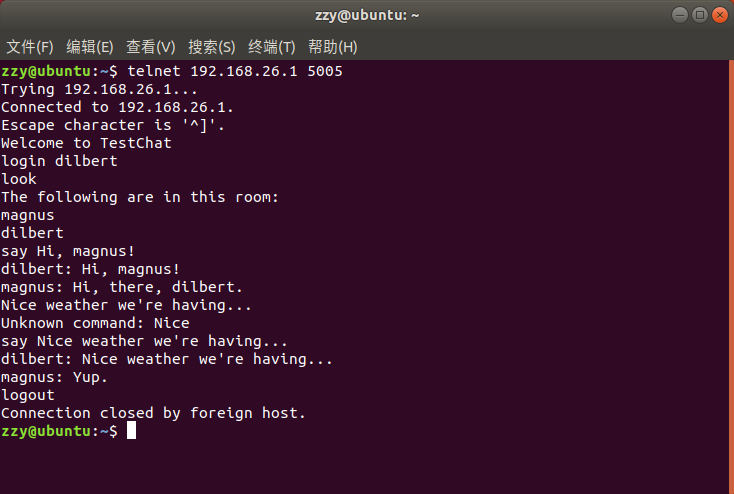 zzy@ubuntu: ~
文件(F) 编辑(E) 查看(V) 搜索(S) 终端(T) 帮助(H)
zzy@ubuntu:~$ telnet 192.168.26.1 5005
Trying 192.168.26.1...
Connected to 192.168.26.1.
Escape character is '^]'.
Welcome to TestChat
login dilbert
look
The following are in this room:
magnus
dilbert
say Hi, magnus!
dilbert: Hi, magnus!
magnus: Hi, there, dilbert.
Nice weather we're having...
Unknown command: Nice
say Nice weather we're having...
dilbert: Nice weather we're having...
magnus: Yup.
logout
Connection closed by foreign host.
zzy@ubuntu:~$